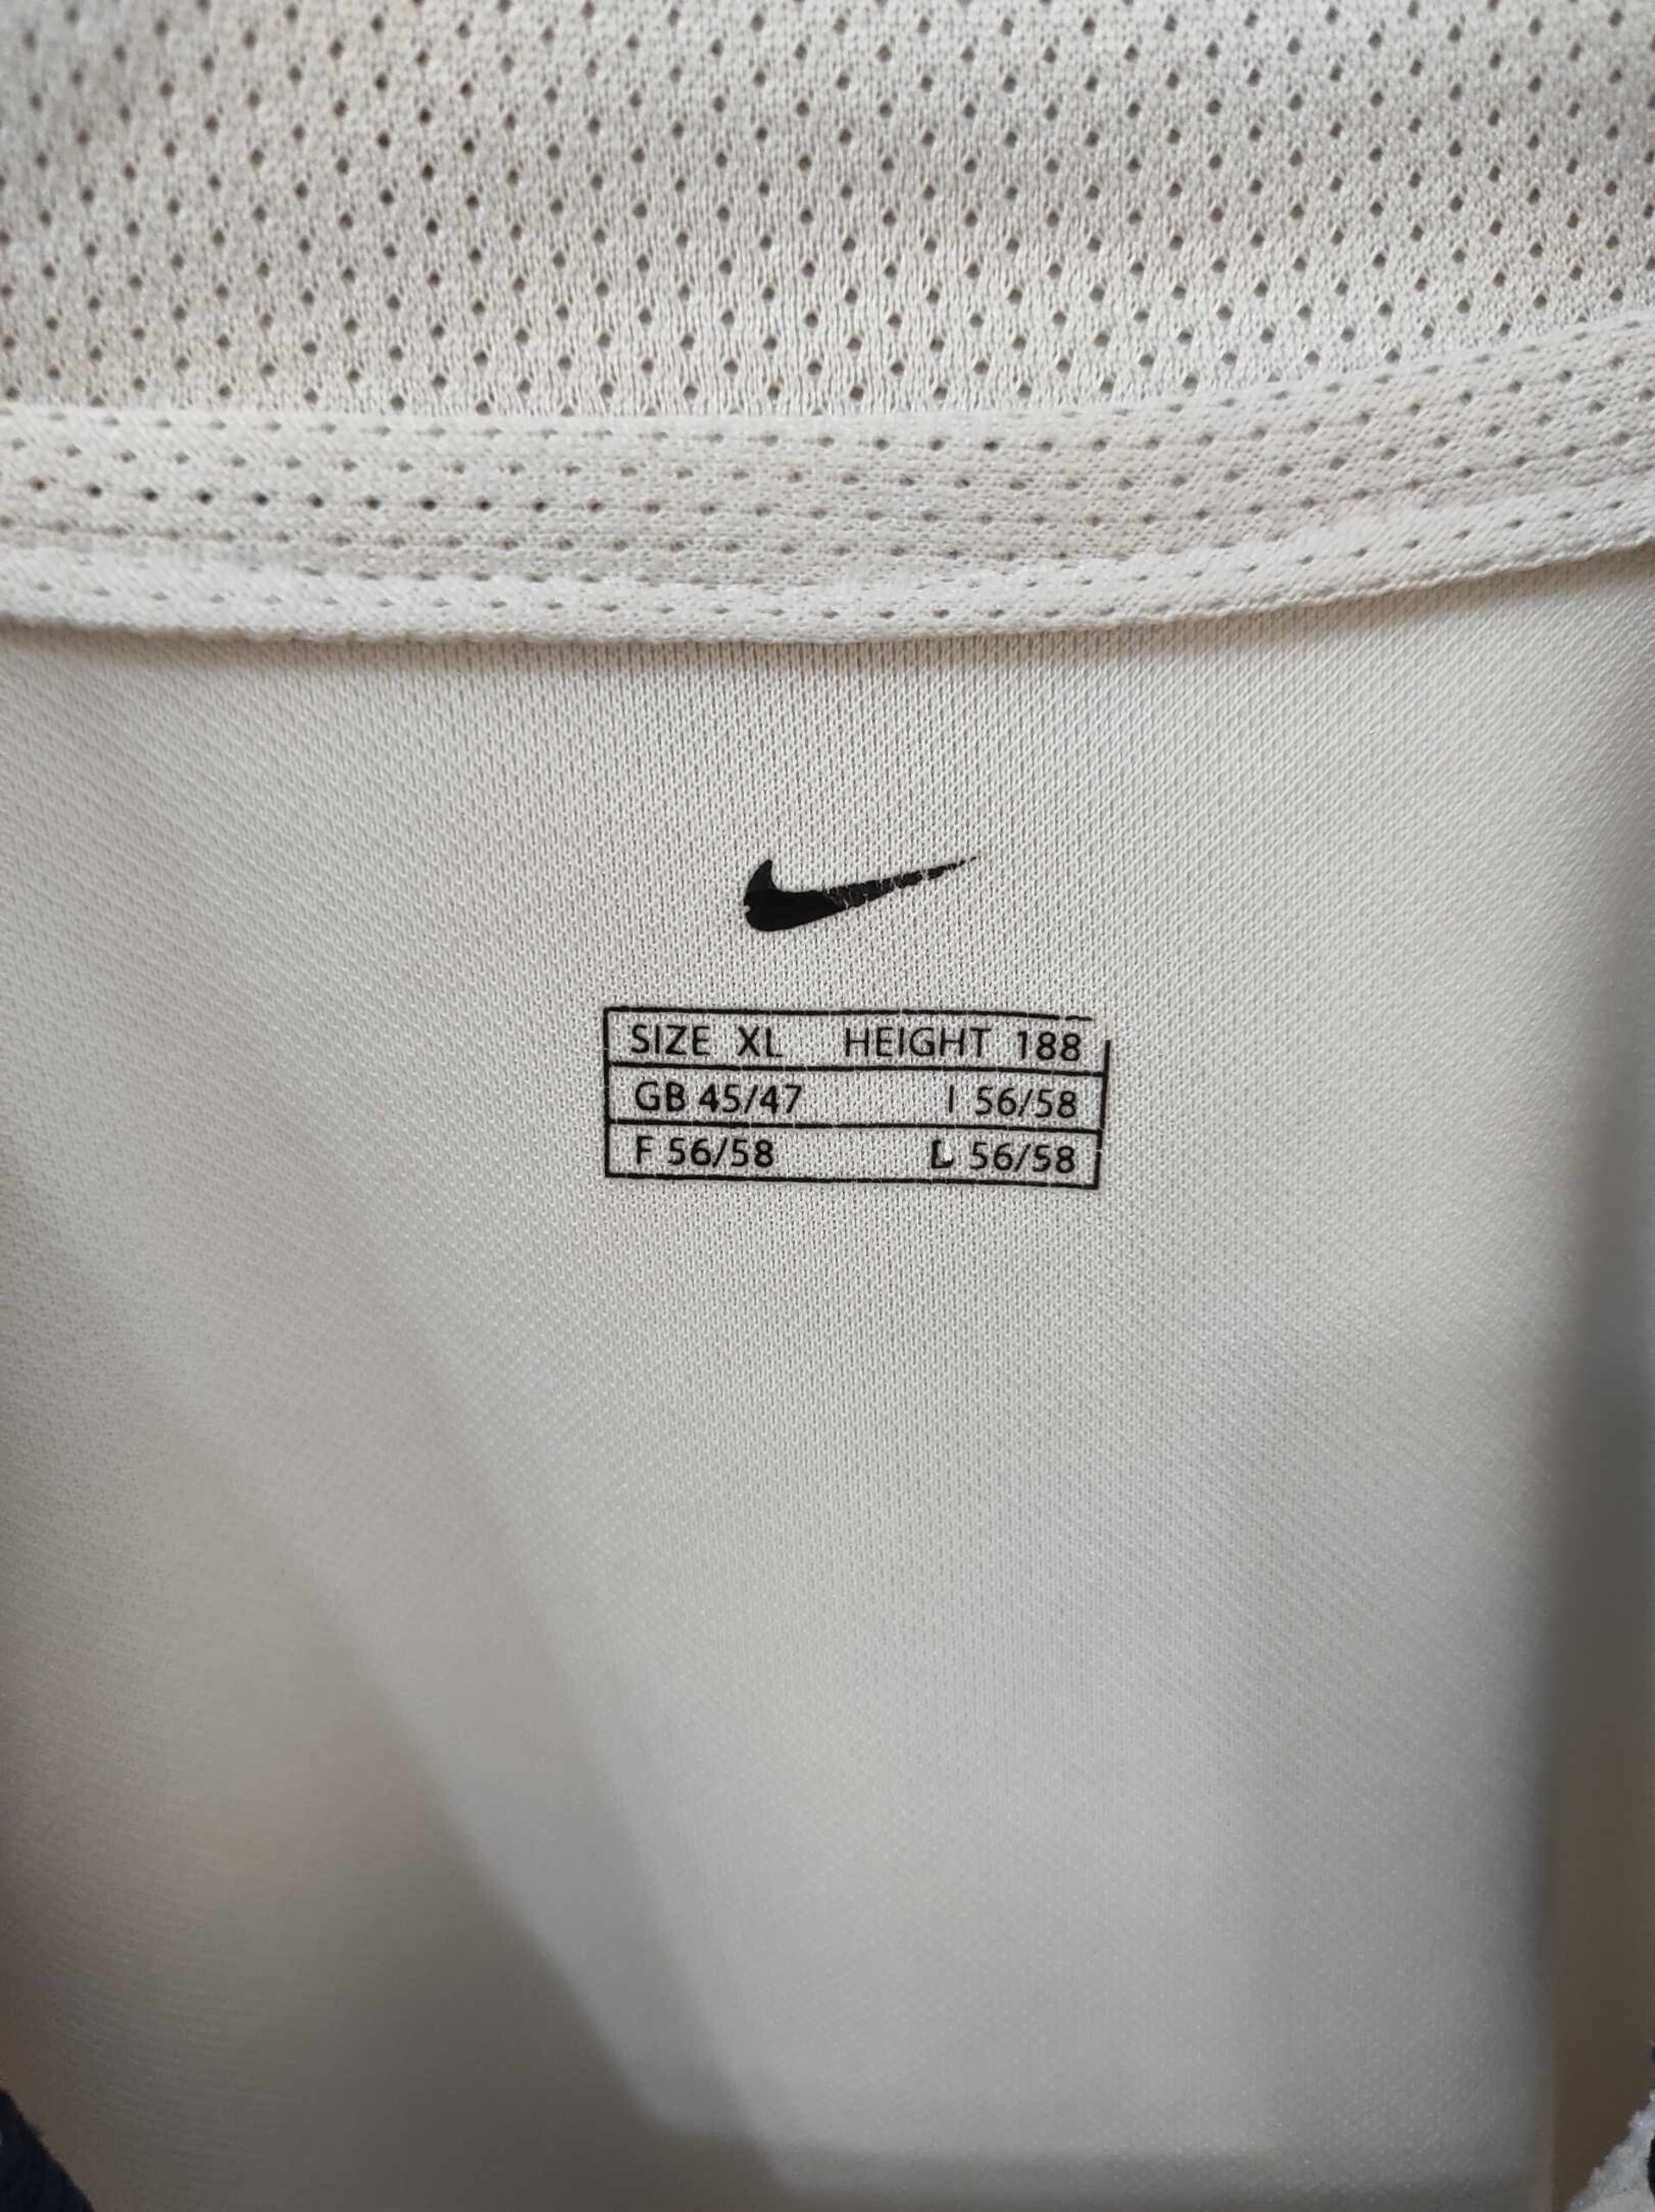 SIZE XL HEIGHT 188
GB 45/47 I 56/58
F 56/58 L 56/58